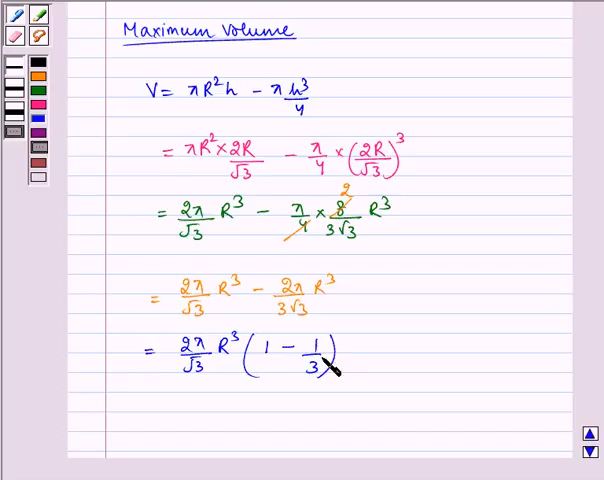 Maximum Volume
V = πR²h − πh³/4
= πR² × 2R/√3 − π/4 × (2R/√3)³
= 2π/√3 R³ − π/4 × 8/3√3 R³ 2
= 2π/√3 R³ − 2π/3√3 R³
= 2π/√3 R³ (1 − 1/3)